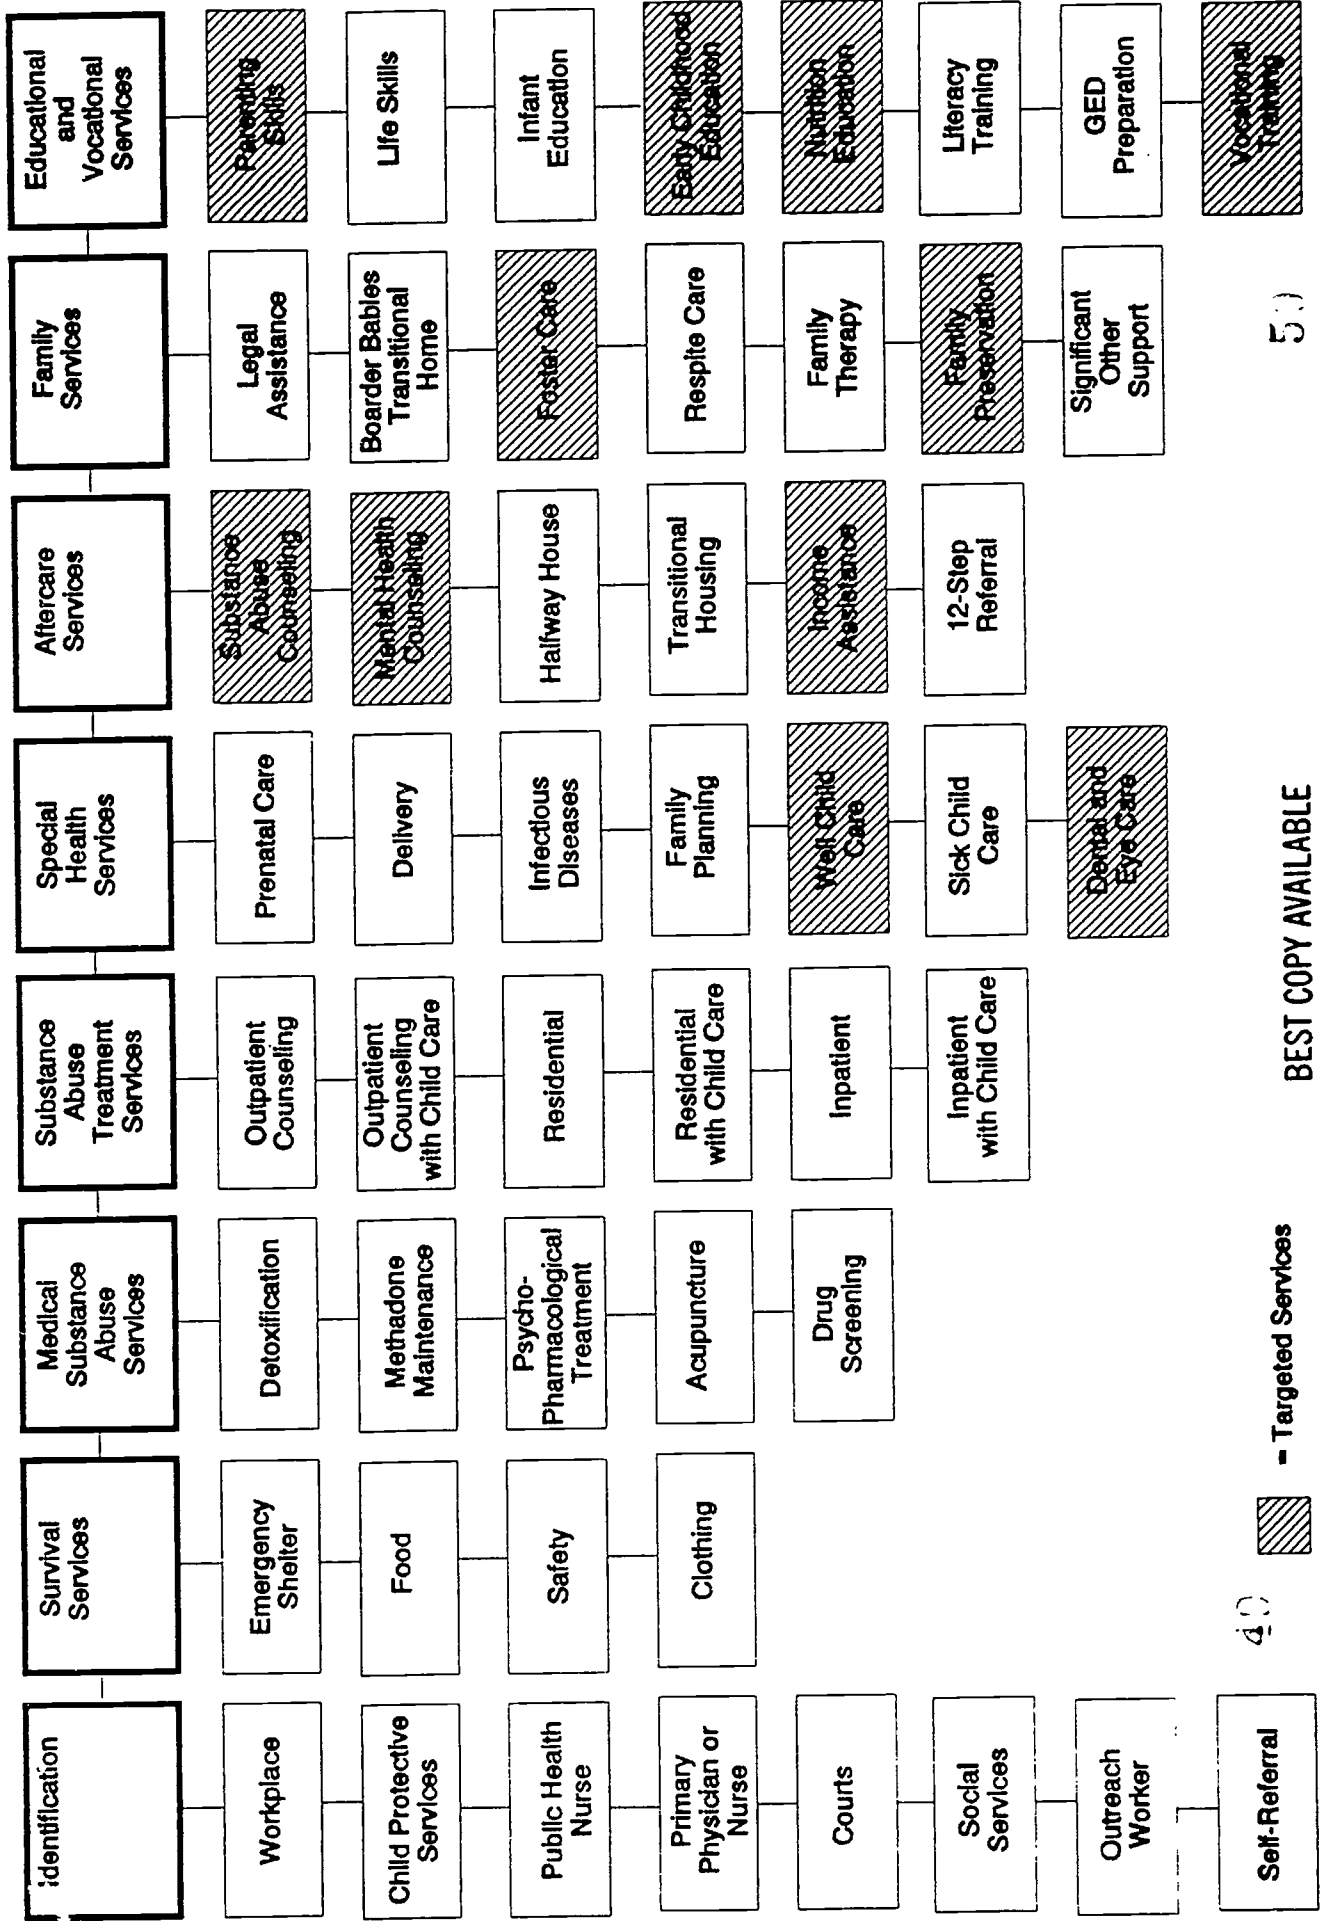 Identification
Workplace
Child Protective
Services
Public Health
Nurse
Primary
Physician or
Nurse
Courts
Social
Services
Outreach
Worker
Self-Referral
Survival
Services
Emergency
Shelter
Food
Safety
Clothing
Medical
Substance
Abuse
Services
Detoxification
Methadone
Maintenance
Psycho-
Pharmacological
Treatment
Acupuncture
Drug
Screening
Substance
Abuse
Treatment
Services
Outpatient
Counseling
Outpatient
Counseling
with Child Care
Residential
Residential
with Child Care
Inpatient
Inpatient
with Child Care
Special
Health
Services
Prenatal Care
Delivery
Infectious
Diseases
Family
Planning
Well Child
Care
Sick Child
Care
Dental and
Eye Care
Aftercare
Services
Substance
Abuse
Counseling
Mental Health
Counseling
Halfway House
Transitional
Housing
Income
Assistance
12-Step
Referral
Family
Services
Legal
Assistance
Boarder Babies
Transitional
Home
Foster Care
Respite Care
Family
Therapy
Family
Preservation
Significant
Other
Support
Educational
and
Vocational
Services
Parenting
Skills
Life Skills
Infant
Education
Early Childhood
Education
Nutrition
Education
Literacy
Training
GED
Preparation
Vocational
Training
= Targeted Services
BEST COPY AVAILABLE